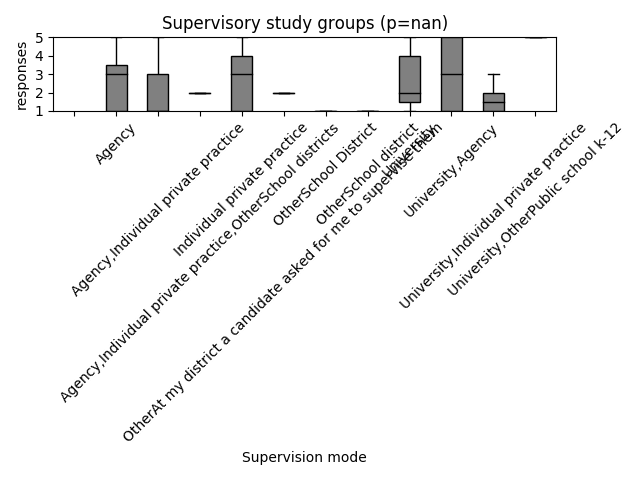 Supervisory study groups (p=nan)
responses
5
4
3
2
1
Agency
Agency,Individual private practice
Individual private practice
Agency,Individual private practice,OtherSchool districts
OtherSchool District
OtherSchool district
OtherAt my district a candidate asked for me to supervise them
University
University,Agency
University,Individual private practice
University,OtherPublic school k-12
Supervision mode